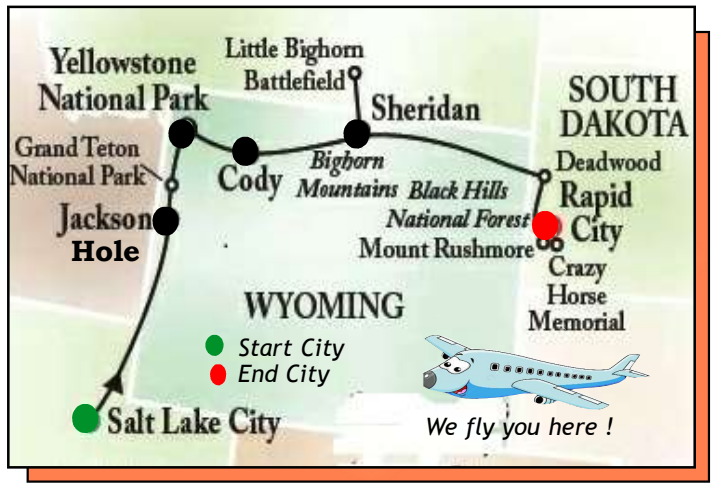 Yellowstone
National Park
Little Bighorn
Battlefield
Sheridan
SOUTH
DAKOTA
Grand Teton
National Park
Cody
Bighorn
Mountains
Black Hills
National Forest
Deadwood
Rapid
City
Jackson
Hole
Mount Rushmore
Crazy
Horse
Memorial
WYOMING
Start City
End City
Salt Lake City
We fly you here !